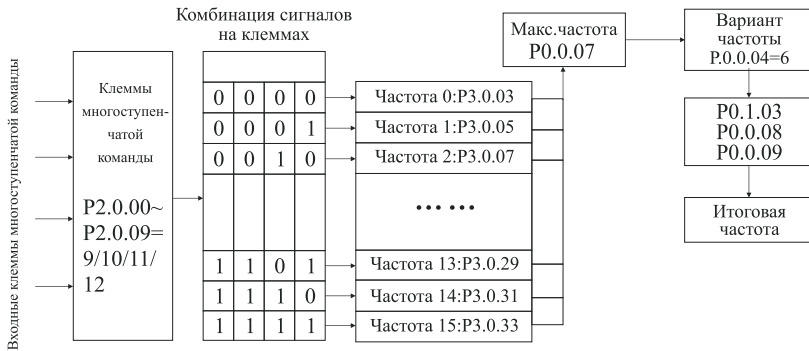 Входные клеммы многоступенчатой команды
Клеммы
многоступен-
чатой
команды
P2.0.00~
P2.0.09=
9/10/11/
12
Комбинация сигналов
на клеммах
0 0 0 0
0 0 0 1
0 0 1 0
1 1 0 1
1 1 1 0
1 1 1 1
Частота 0:P3.0.03
Частота 1:P3.0.05
Частота 2:P3.0.07
…… 
Частота 13:P3.0.29
Частота 14:P3.0.31
Частота 15:P3.0.33
Макс.частота
P0.0.07
Вариант
частоты
P.0.0.04=6
P0.1.03
P0.0.08
P0.0.09
Итоговая
частота